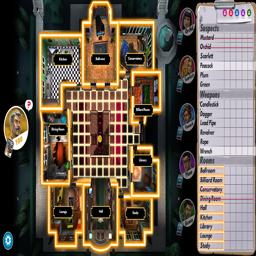 Suspects
Mustard
Orchid
Scarlett
Peacock
Plum
Green
Weapons
Candlestick
Dagger
Lead Pipe
Revolver
Rope
Wrench
Rooms
Ballroom
Billiard Room
Conservatory
Dining Room
Hall
Kitchen
Library
Lounge
Study
Kitchen
Ballroom
Conservatory
Dining Room
Billiard Room
Library
Lounge
Hall
Study